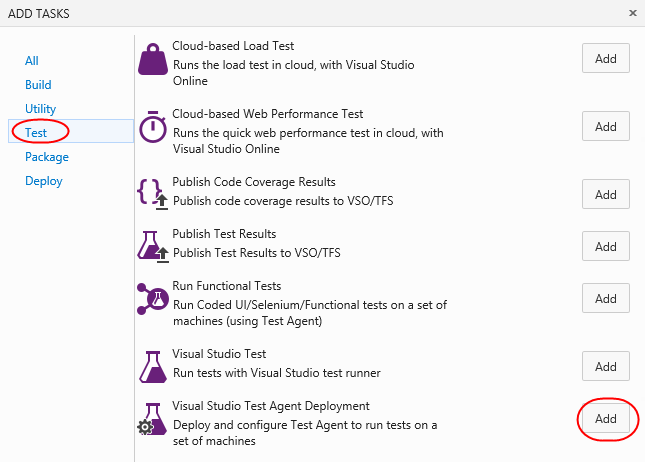 ADD TASKS
All
Build
Utility
Test
Package
Deploy
Cloud-based Load Test
Runs the load test in cloud, with Visual Studio
Online
Add
Cloud-based Web Performance Test
Runs the quick web performance test in cloud, with
Visual Studio Online
Add
Publish Code Coverage Results
Publish code coverage results to VSO/TFS
Add
Publish Test Results
Publish Test Results to VSO/TFS
Add
Run Functional Tests
Run Coded UI/Selenium/Functional tests on a set of
machines (using Test Agent)
Add
Visual Studio Test
Run tests with Visual Studio test runner
Add
Visual Studio Test Agent Deployment
Deploy and configure Test Agent to run tests on a
set of machines
Add